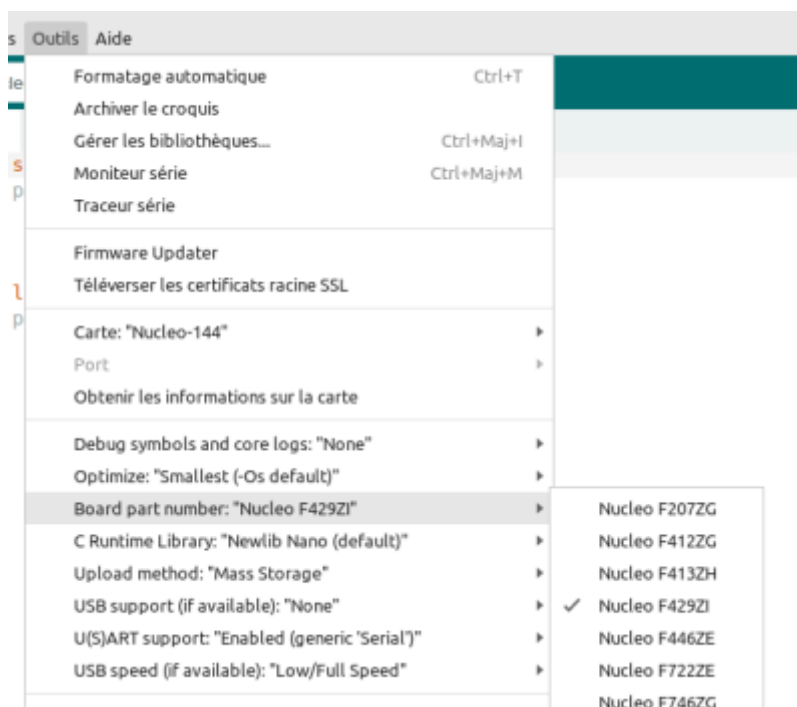 s Outils Aide
Formatage automatique Ctrl+T
Archiver le croquis
Gérer les bibliothèques... Ctrl+Maj+I
Moniteur série Ctrl+Maj+M
Traceur série
Firmware Updater
Téléverser les certificats racine SSL
Carte: "Nucleo-144"
Port
Obtenir les informations sur la carte
Debug symbols and core logs: "None"
Optimize: "Smallest (-Os default)"
Board part number: "Nucleo F429ZI"
C Runtime Library: "Newlib Nano (default)"
Upload method: "Mass Storage"
USB support (if available): "None"
U(S)ART support: "Enabled (generic 'Serial')"
USB speed (if available): "Low/Full Speed"
Nucleo F207ZG
Nucleo F412ZG
Nucleo F413ZH
Nucleo F429ZI
Nucleo F446ZE
Nucleo F722ZE
Nucleo F746ZG